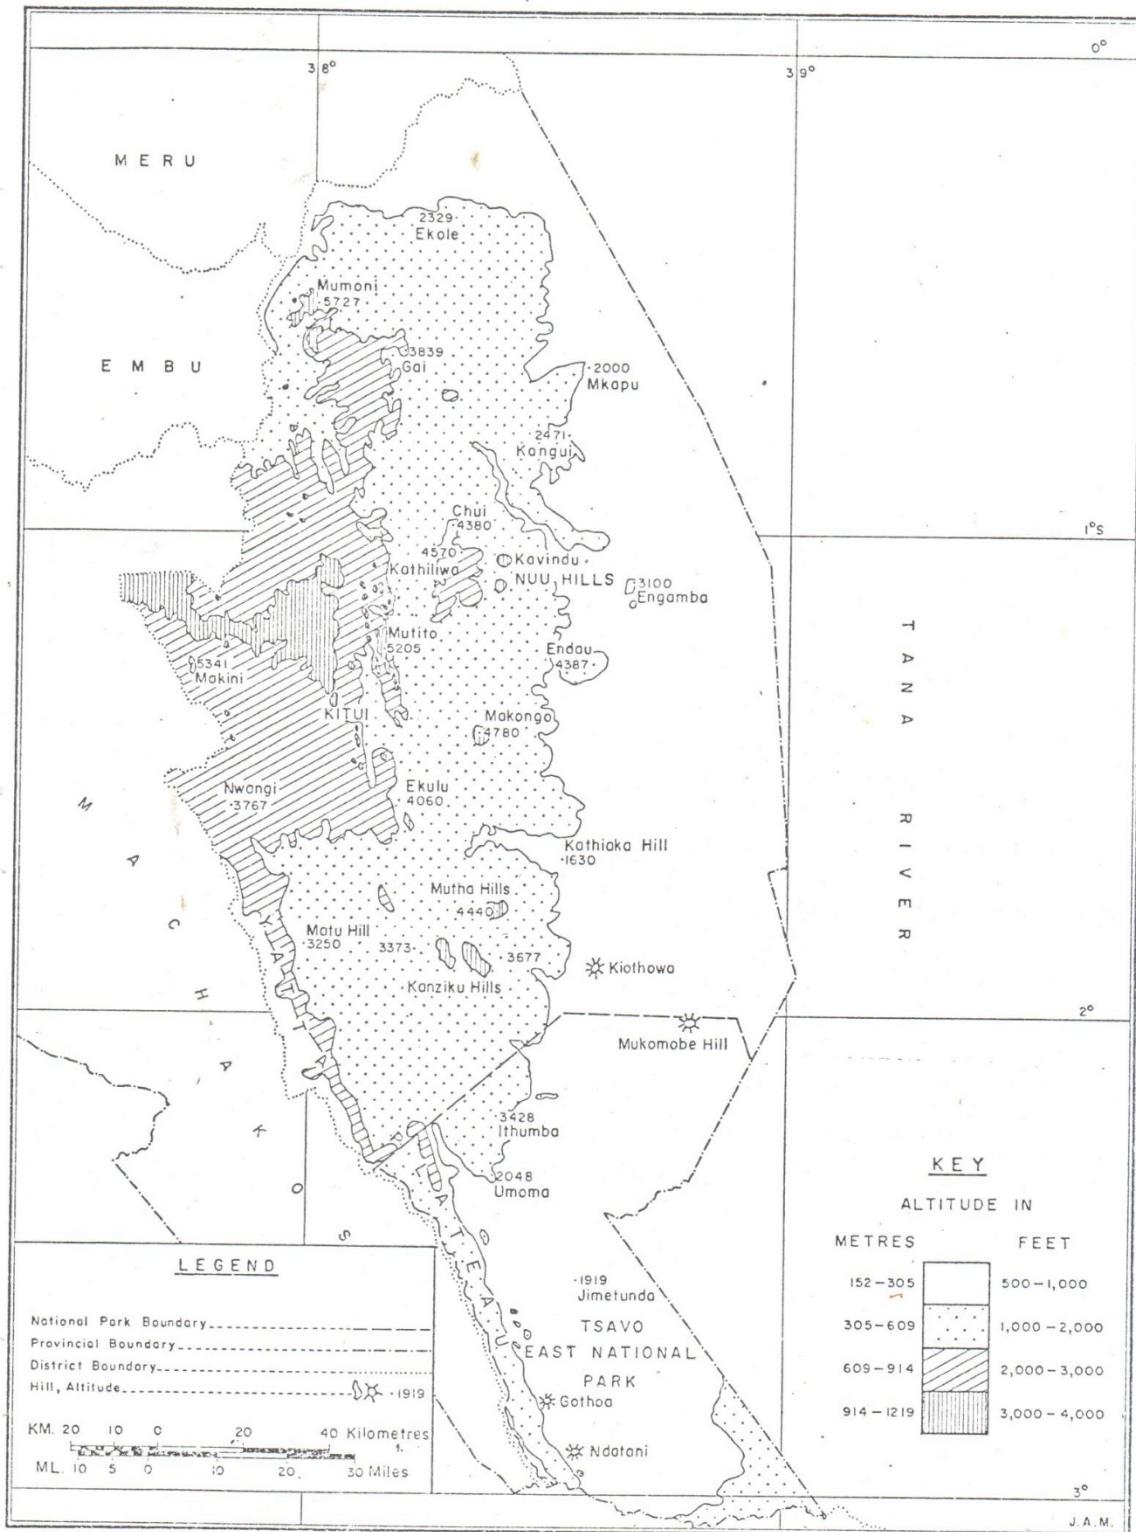 0°
38°
39°
MERU
2329
Ekole
Mumoni
5727
EMBU
3839
Gai
2000
Mkapu
2471
Kangui
Chui
4380
1°S
4570
Kathiliwa
Kavindu
NUU HILLS
3100
Engamba
TANA RIVER
Mutito
5205
Endau
4387
5341
Makini
KITUI
Makongo
4780
Nwangi
3767
Ekulu
4060
MACHAKOS
Kathioka Hill
1630
Mutha Hills
4440
YATTA PLATEAU
Matu Hill
3250
3373
3677
Kiothowa
Kanziku Hills
2°
Mukomobe Hill
3428
Ithumba
2048
Umoma
1919
Jimetunda
TSAVO
EAST NATIONAL
PARK
Gothoa
Ndatani
3°
KEY
ALTITUDE IN
METRES FEET
152-305 500-1,000
305-609 1,000-2,000
609-914 2,000-3,000
914-1219 3,000-4,000
LEGEND
National Park Boundary
Provincial Boundary
District Boundary
Hill, Altitude 1919
KM. 20 10 0 20 40 Kilometres
ML. 10 5 0 10 20 30 Miles
J.A.M.